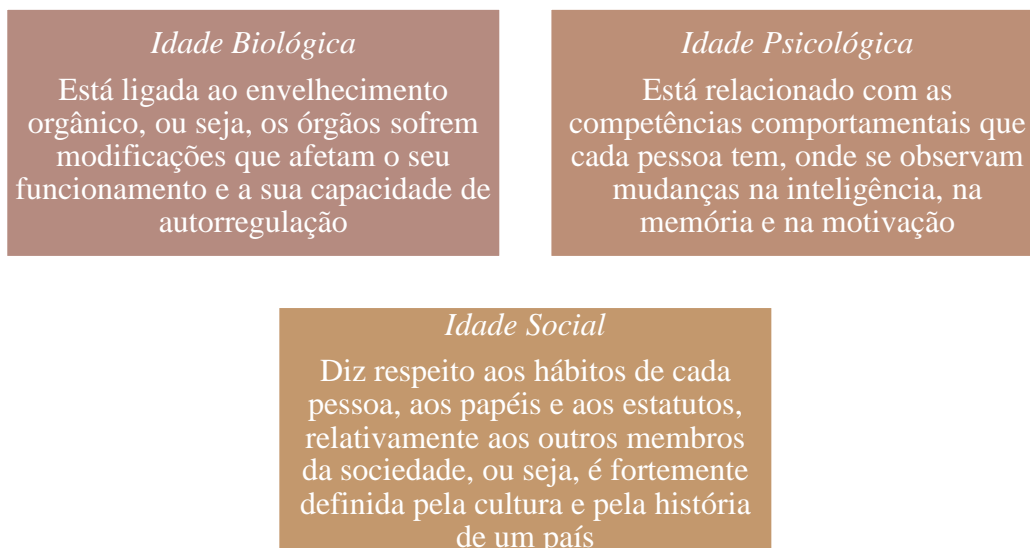 Idade Biológica
Está ligada ao envelhecimento
orgânico, ou seja, os órgãos sofrem
modificações que afetam o seu
funcionamento e a sua capacidade de
autorregulação
Idade Psicológica
Está relacionado com as
competências comportamentais que
cada pessoa tem, onde se observam
mudanças na inteligência, na
memória e na motivação
Idade Social
Diz respeito aos hábitos de cada
pessoa, aos papéis e aos estatutos,
relativamente aos outros membros
da sociedade, ou seja, é fortemente
definida pela cultura e pela história
de um país